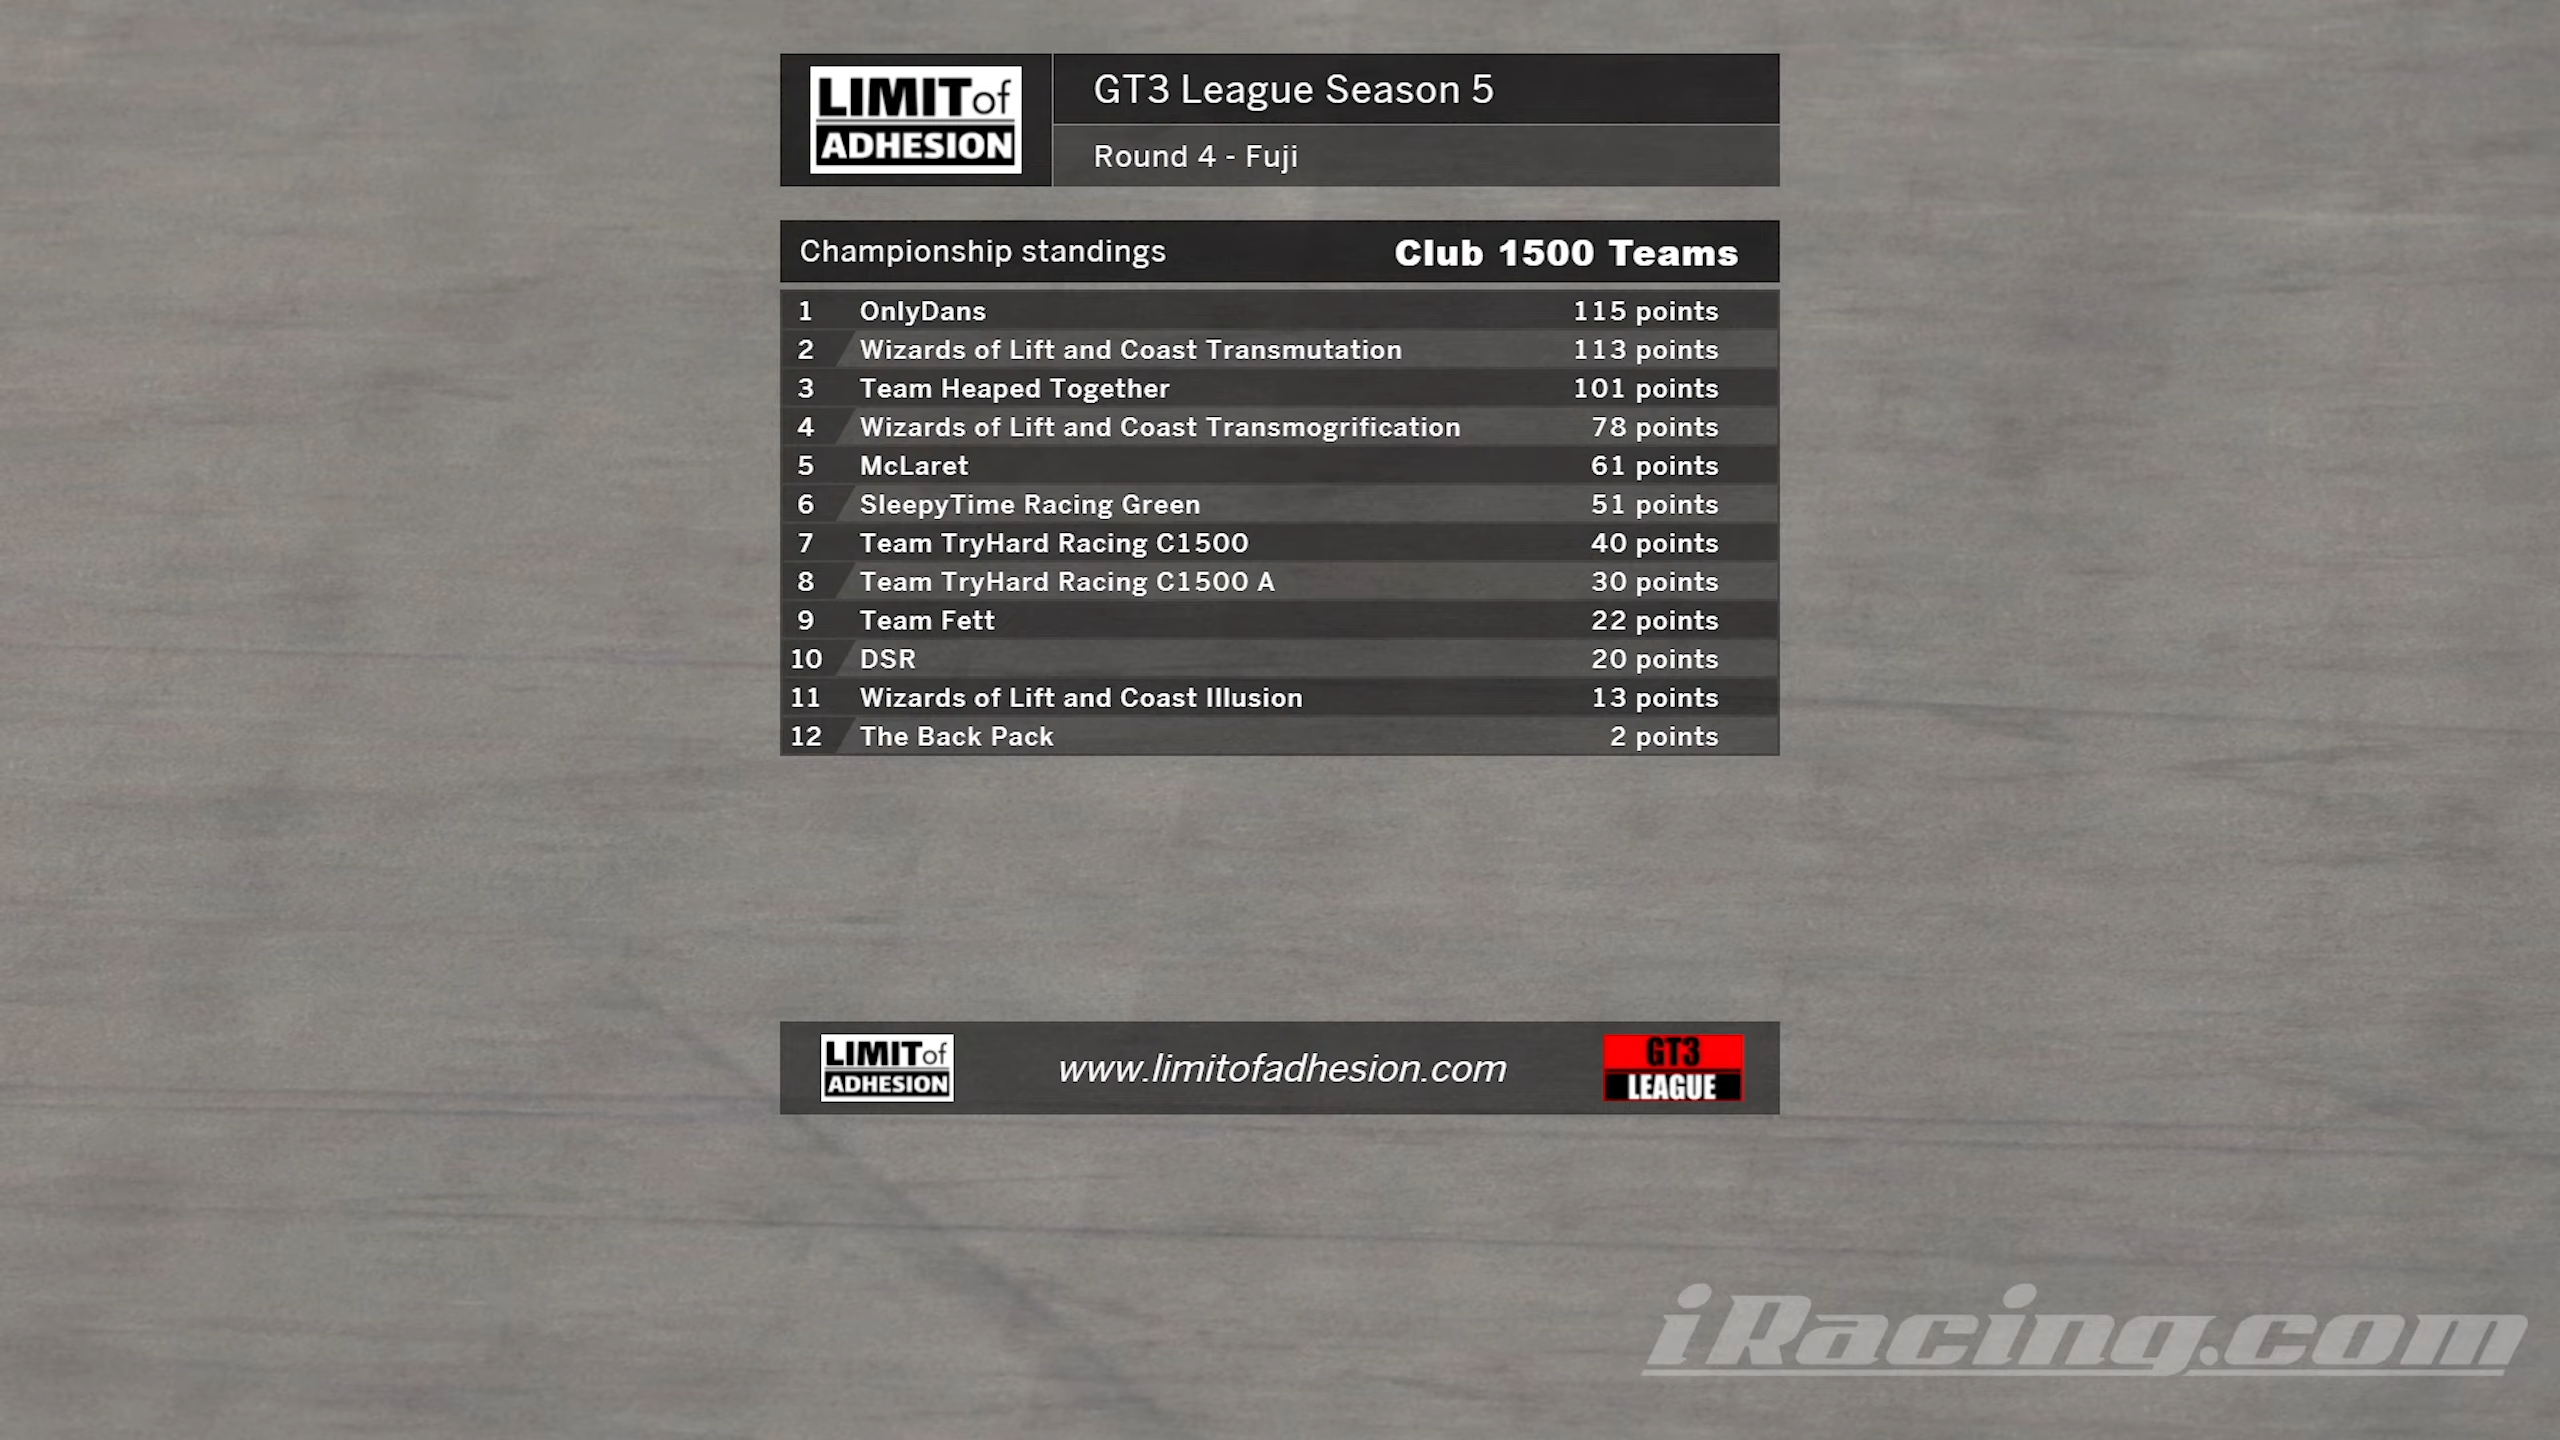 LIMIT of
ADHESION
GT3 League Season 5
Round 4 - Fuji
Championship standings Club 1500 Teams
1 OnlyDans 115 points
2 Wizards of Lift and Coast Transmutation 113 points
3 Team Heaped Together 101 points
4 Wizards of Lift and Coast Transmogrification 78 points
5 McLaret 61 points
6 SleepyTime Racing Green 51 points
7 Team TryHard Racing C1500 40 points
8 Team TryHard Racing C1500 A 30 points
9 Team Fett 22 points
10 DSR 20 points
11 Wizards of Lift and Coast Illusion 13 points
12 The Back Pack 2 points
LIMIT of
ADHESION
www.limitofadhesion.com
GT3
LEAGUE
iRacing.com